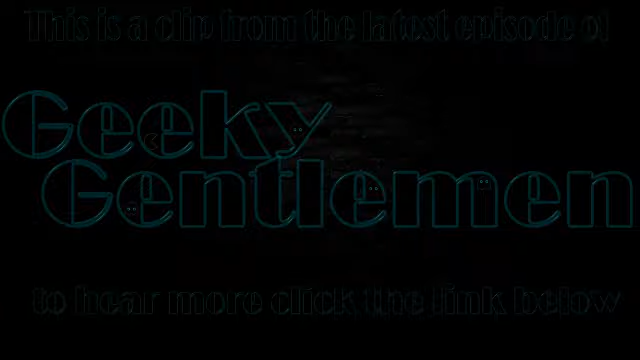 This is a clip from the latest episode of
Geeky
Gentlemen
to hear more click the link below